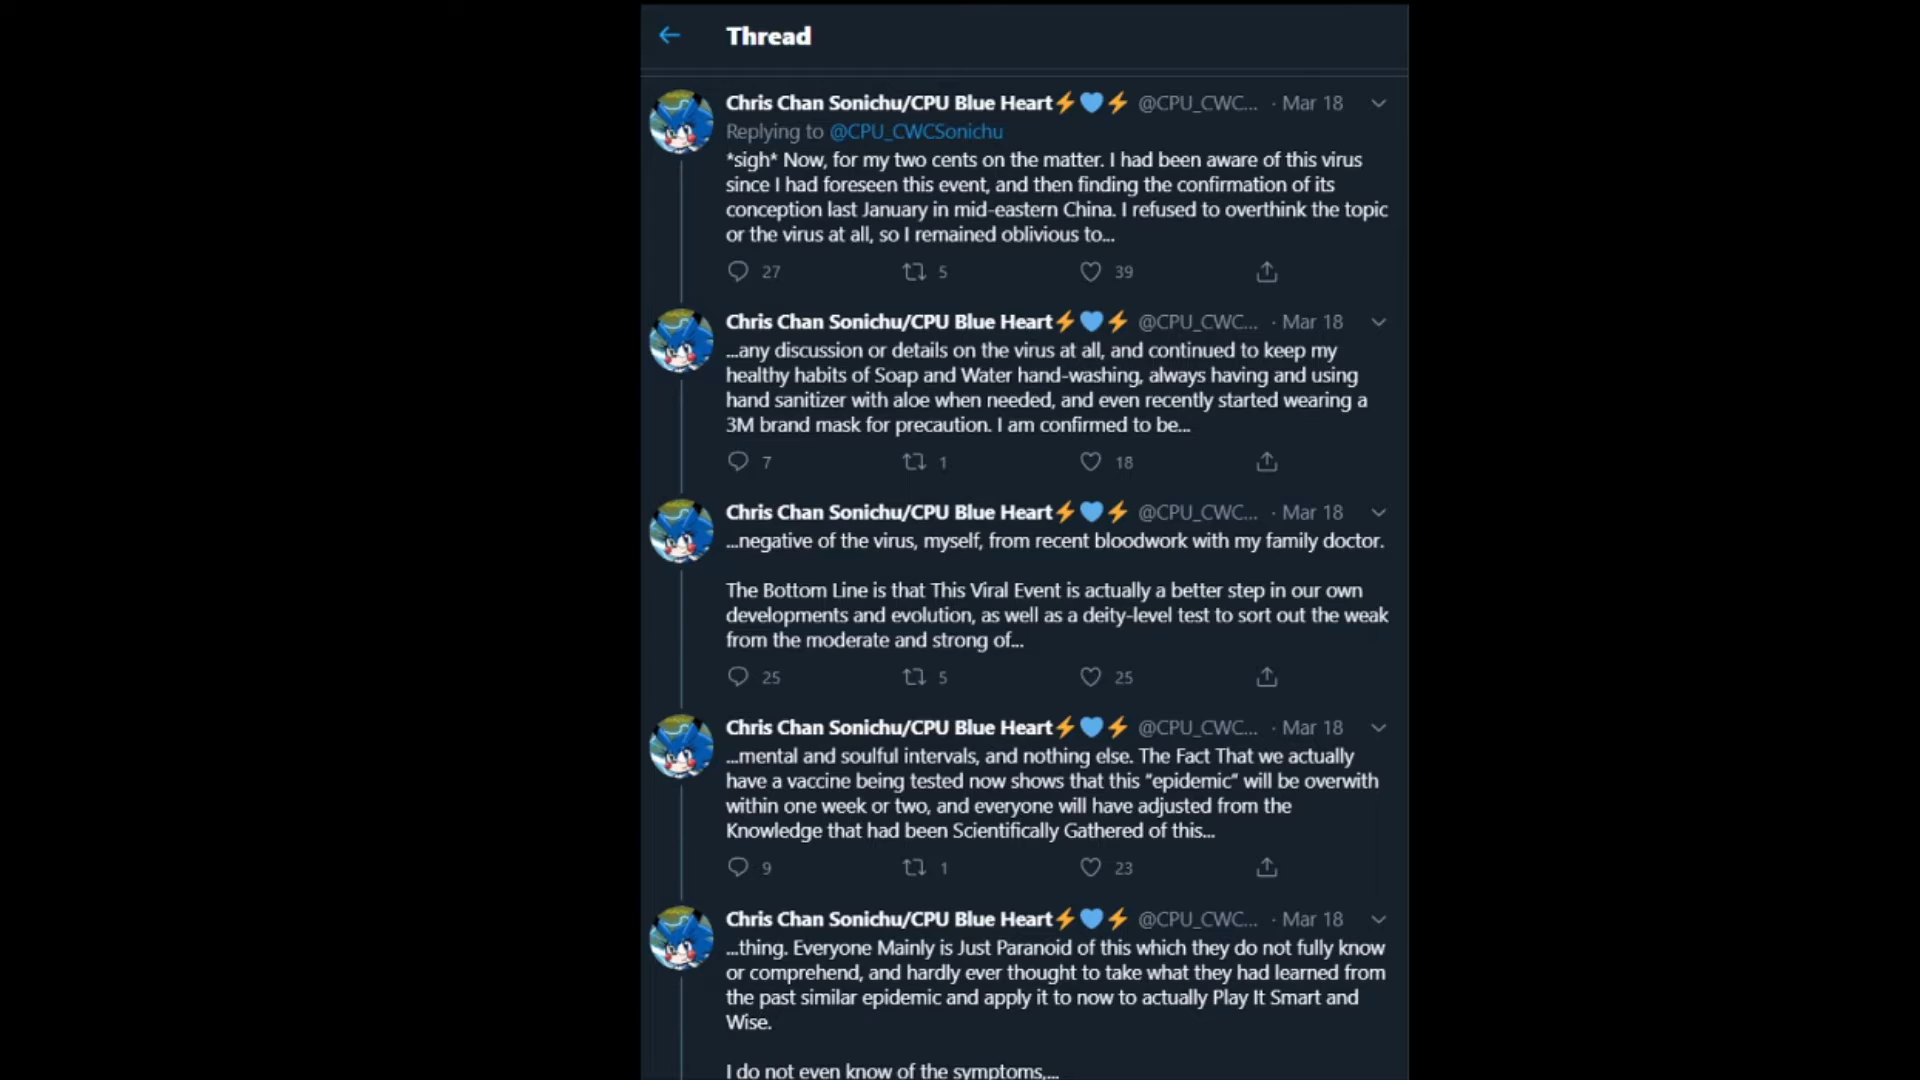 Thread
Chris Chan Sonichu/CPU Blue Heart⚡💙⚡ @CPU_CWC... · Mar 18
Replying to @CPU_CWCSonichu
*sigh* Now, for my two cents on the matter. I had been aware of this virus
since I had foreseen this event, and then finding the confirmation of its
conception last January in mid-eastern China. I refused to overthink the topic
or the virus at all, so I remained oblivious to...
27 5 39
Chris Chan Sonichu/CPU Blue Heart⚡💙⚡ @CPU_CWC... · Mar 18
...any discussion or details on the virus at all, and continued to keep my
healthy habits of Soap and Water hand-washing, always having and using
hand sanitizer with aloe when needed, and even recently started wearing a
3M brand mask for precaution. I am confirmed to be...
7 1 18
Chris Chan Sonichu/CPU Blue Heart⚡💙⚡ @CPU_CWC... · Mar 18
...negative of the virus, myself, from recent bloodwork with my family doctor.
The Bottom Line is that This Viral Event is actually a better step in our own
developments and evolution, as well as a deity-level test to sort out the weak
from the moderate and strong of...
25 5 25
Chris Chan Sonichu/CPU Blue Heart⚡💙⚡ @CPU_CWC... · Mar 18
...mental and soulful intervals, and nothing else. The Fact That we actually
have a vaccine being tested now shows that this "epidemic" will be overwith
within one week or two, and everyone will have adjusted from the
Knowledge that had been Scientifically Gathered of this...
9 1 23
Chris Chan Sonichu/CPU Blue Heart⚡💙⚡ @CPU_CWC... · Mar 18
...thing. Everyone Mainly is Just Paranoid of this which they do not fully know
or comprehend, and hardly ever thought to take what they had learned from
the past similar epidemic and apply it to now to actually Play It Smart and
Wise.
I do not even know of the symptoms,...